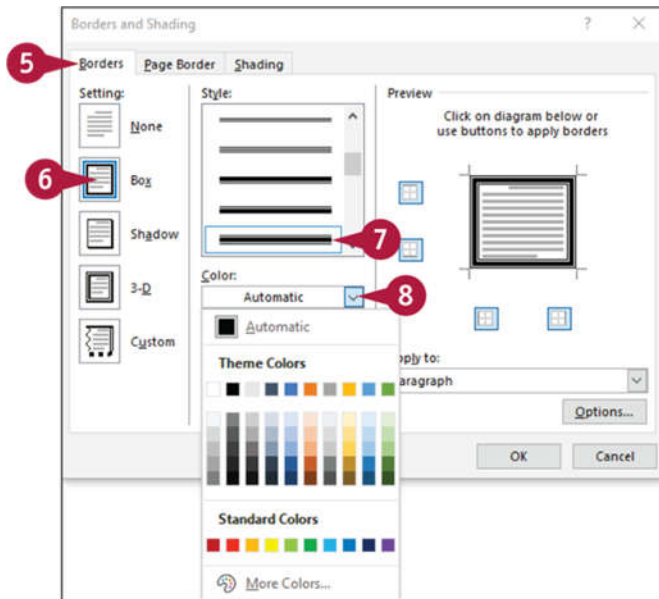 Borders and Shading
?
5
Borders
Page Border
Shading
Setting:
None
6
Box
Shadow
3-D
Custom
Style:
7
Color:
Automatic
8
Automatic
Theme Colors
Standard Colors
More Colors...
Preview
Click on diagram below or
use buttons to apply borders
pply to:
aragraph
Options...
OK
Cancel